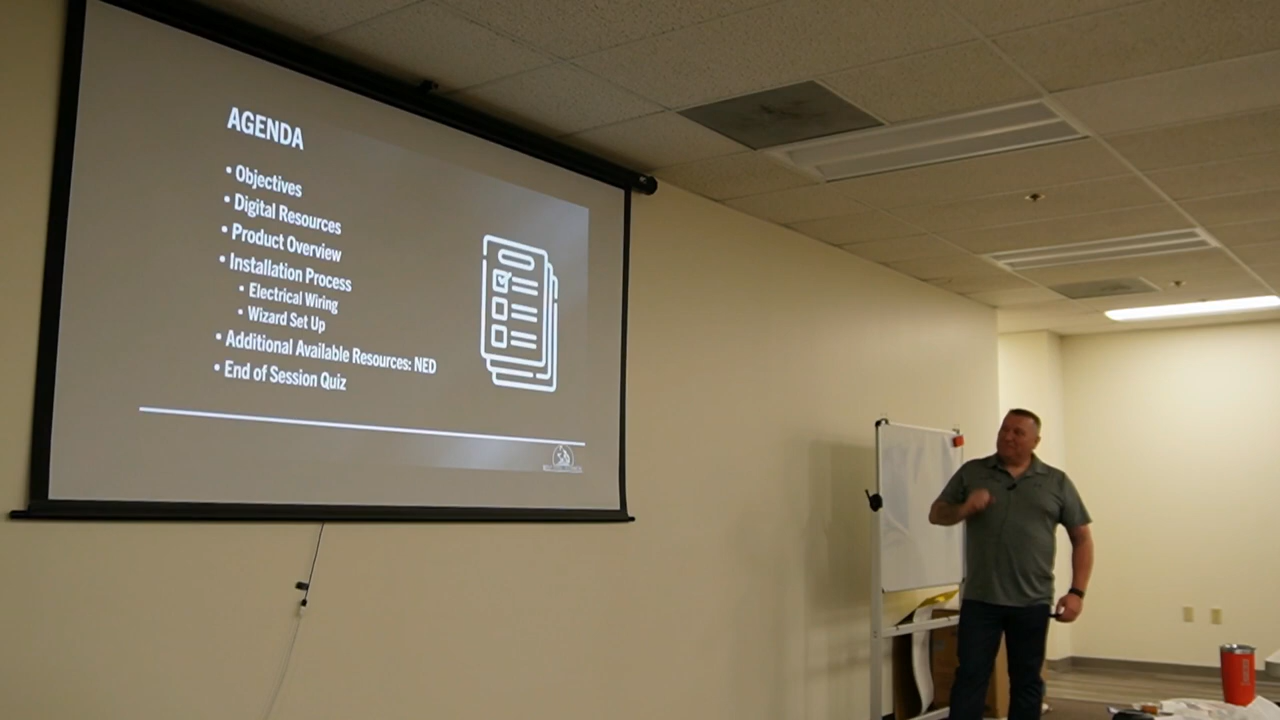 AGENDA
• Objectives
• Digital Resources
• Product Overview
• Installation Process
• Electrical Wiring
• Wizard Set Up
• Additional Available Resources: NED
• End of Session Quiz